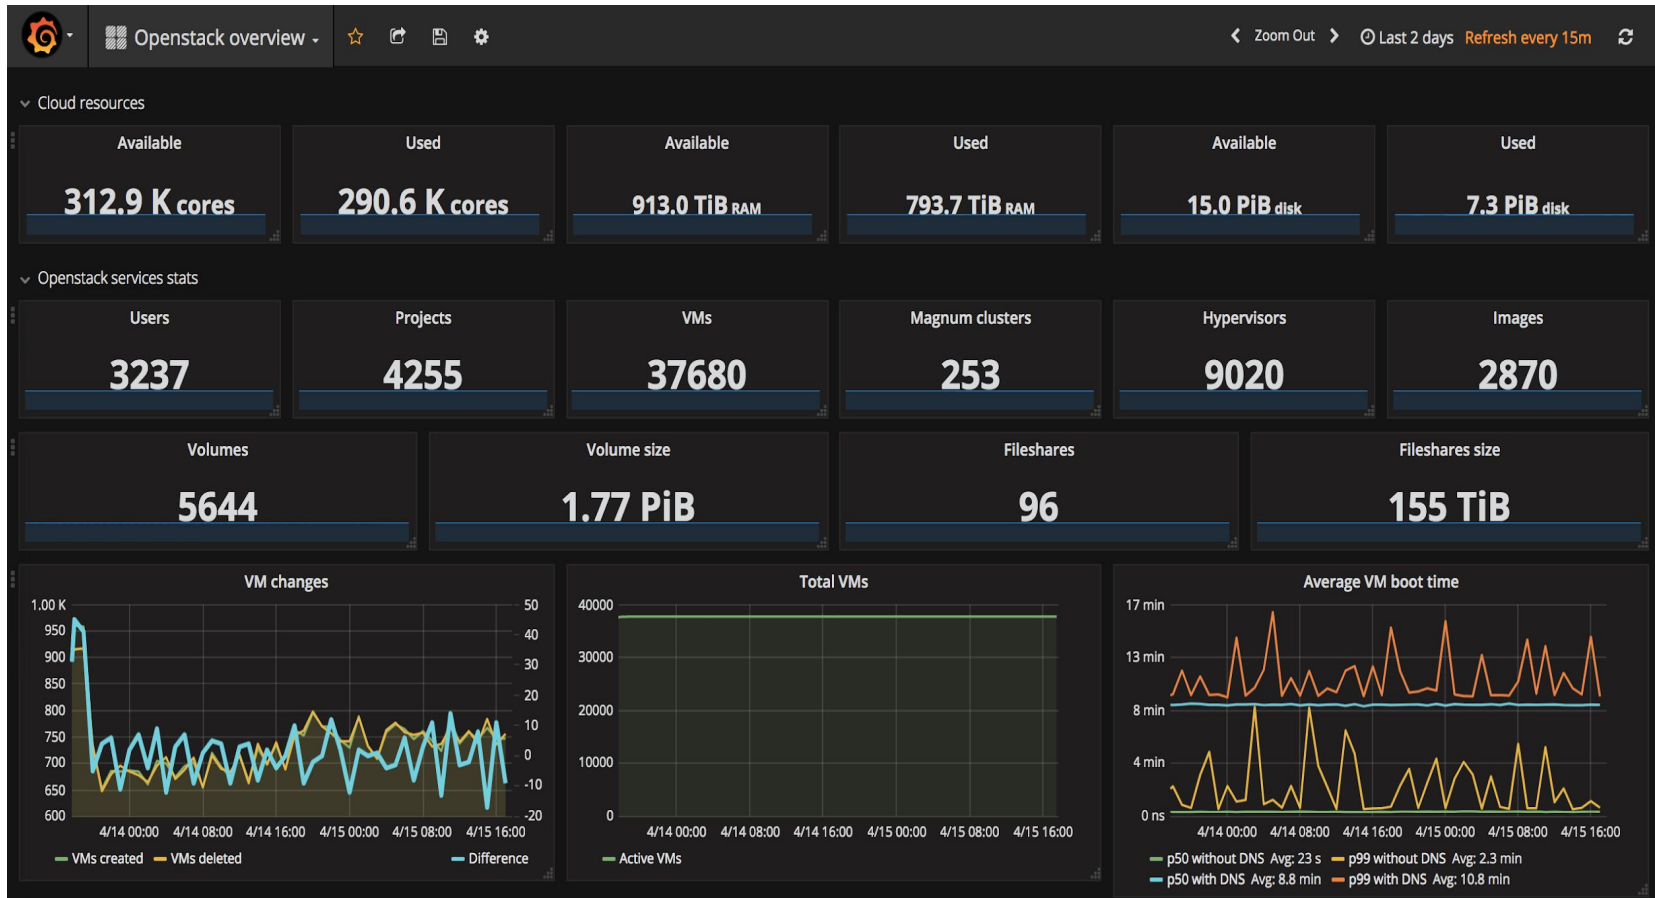 Openstack overview
Zoom Out
Last 2 days
Refresh every 15m
Cloud resources
Available
312.9 K cores
Used
290.6 K cores
Available
913.0 TiB RAM
Used
793.7 TiB RAM
Available
15.0 PiB disk
Used
7.3 PiB disk
Openstack services stats
Users
3237
Projects
4255
VMs
37680
Magnum clusters
253
Hypervisors
9020
Images
2870
Volumes
5644
Volume size
1.77 PiB
Fileshares
96
Fileshares size
155 TiB
VM changes
1.00 K
950
900
850
800
750
700
650
600
50
40
30
20
10
0
-10
-20
4/14 00:00 4/14 08:00 4/14 16:00 4/15 00:00 4/15 08:00 4/15 16:00
VMs created VMs deleted Difference
Total VMs
40000
30000
20000
10000
0
4/14 00:00 4/14 08:00 4/14 16:00 4/15 00:00 4/15 08:00 4/15 16:00
Active VMs
Average VM boot time
17 min
13 min
8 min
4 min
0 ns
4/14 00:00 4/14 08:00 4/14 16:00 4/15 00:00 4/15 08:00 4/15 16:00
p50 without DNS Avg: 23 s p99 without DNS Avg: 2.3 min
p50 with DNS Avg: 8.8 min p99 with DNS Avg: 10.8 min